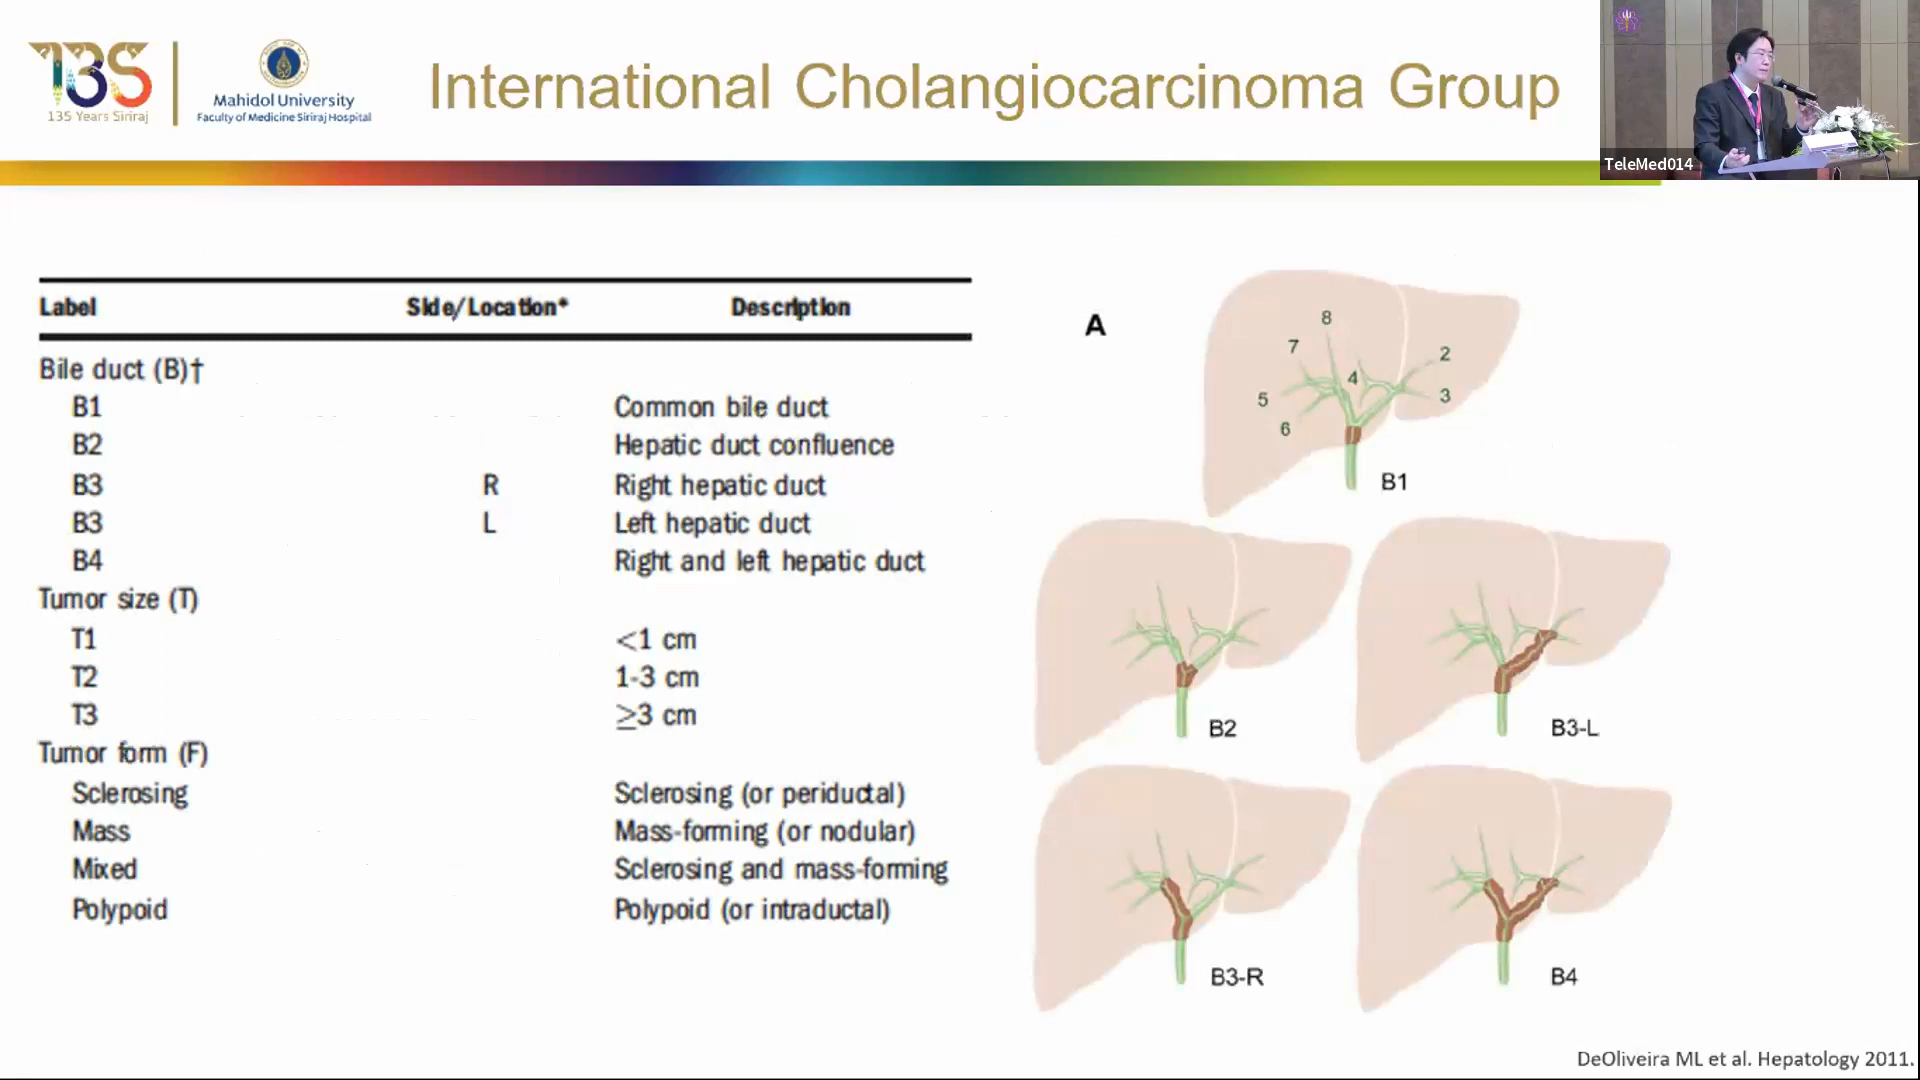 135
135 Years Siriraj
Mahidol University
Faculty of Medicine Siriraj Hospital
International Cholangiocarcinoma Group
TeleMed014
Label Side/Location* Description
Bile duct (B)†
B1 Common bile duct
B2 Hepatic duct confluence
B3 R Right hepatic duct
B3 L Left hepatic duct
B4 Right and left hepatic duct
Tumor size (T)
T1 <1 cm
T2 1-3 cm
T3 ≥3 cm
Tumor form (F)
Sclerosing Sclerosing (or periductal)
Mass Mass-forming (or nodular)
Mixed Sclerosing and mass-forming
Polypoid Polypoid (or intraductal)
A
8
7
2
4
5
3
6
B1
B2
B3-L
B3-R
B4
DeOliveira ML et al. Hepatology 2011.